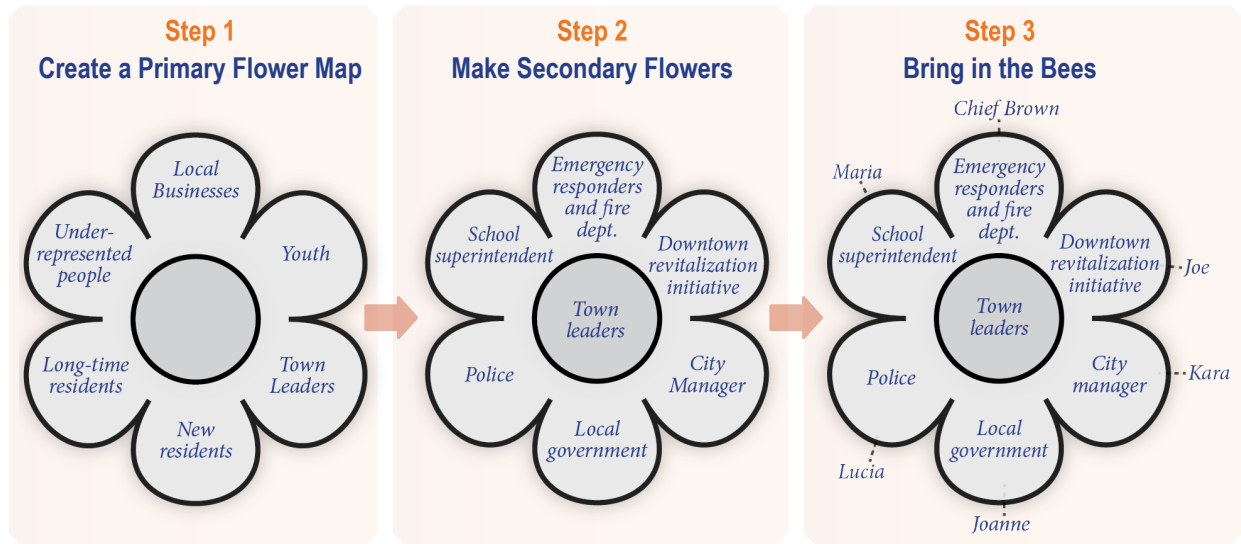 Step 1
Create a Primary Flower Map
Local
Businesses
Under-
represented
people
Youth
Long-time
residents
Town
Leaders
New
residents
Step 2
Make Secondary Flowers
Emergency
responders
and fire
dept.
School
superintendent
Downtown
revitalization
initiative
Town
leaders
Police
City
Manager
Local
government
Step 3
Bring in the Bees
Chief Brown
Maria
Emergency
responders
and fire
dept.
School
superintendent
Downtown
revitalization
initiative
Joe
Town
leaders
Police
City
manager
Kara
Local
government
Lucia
Joanne